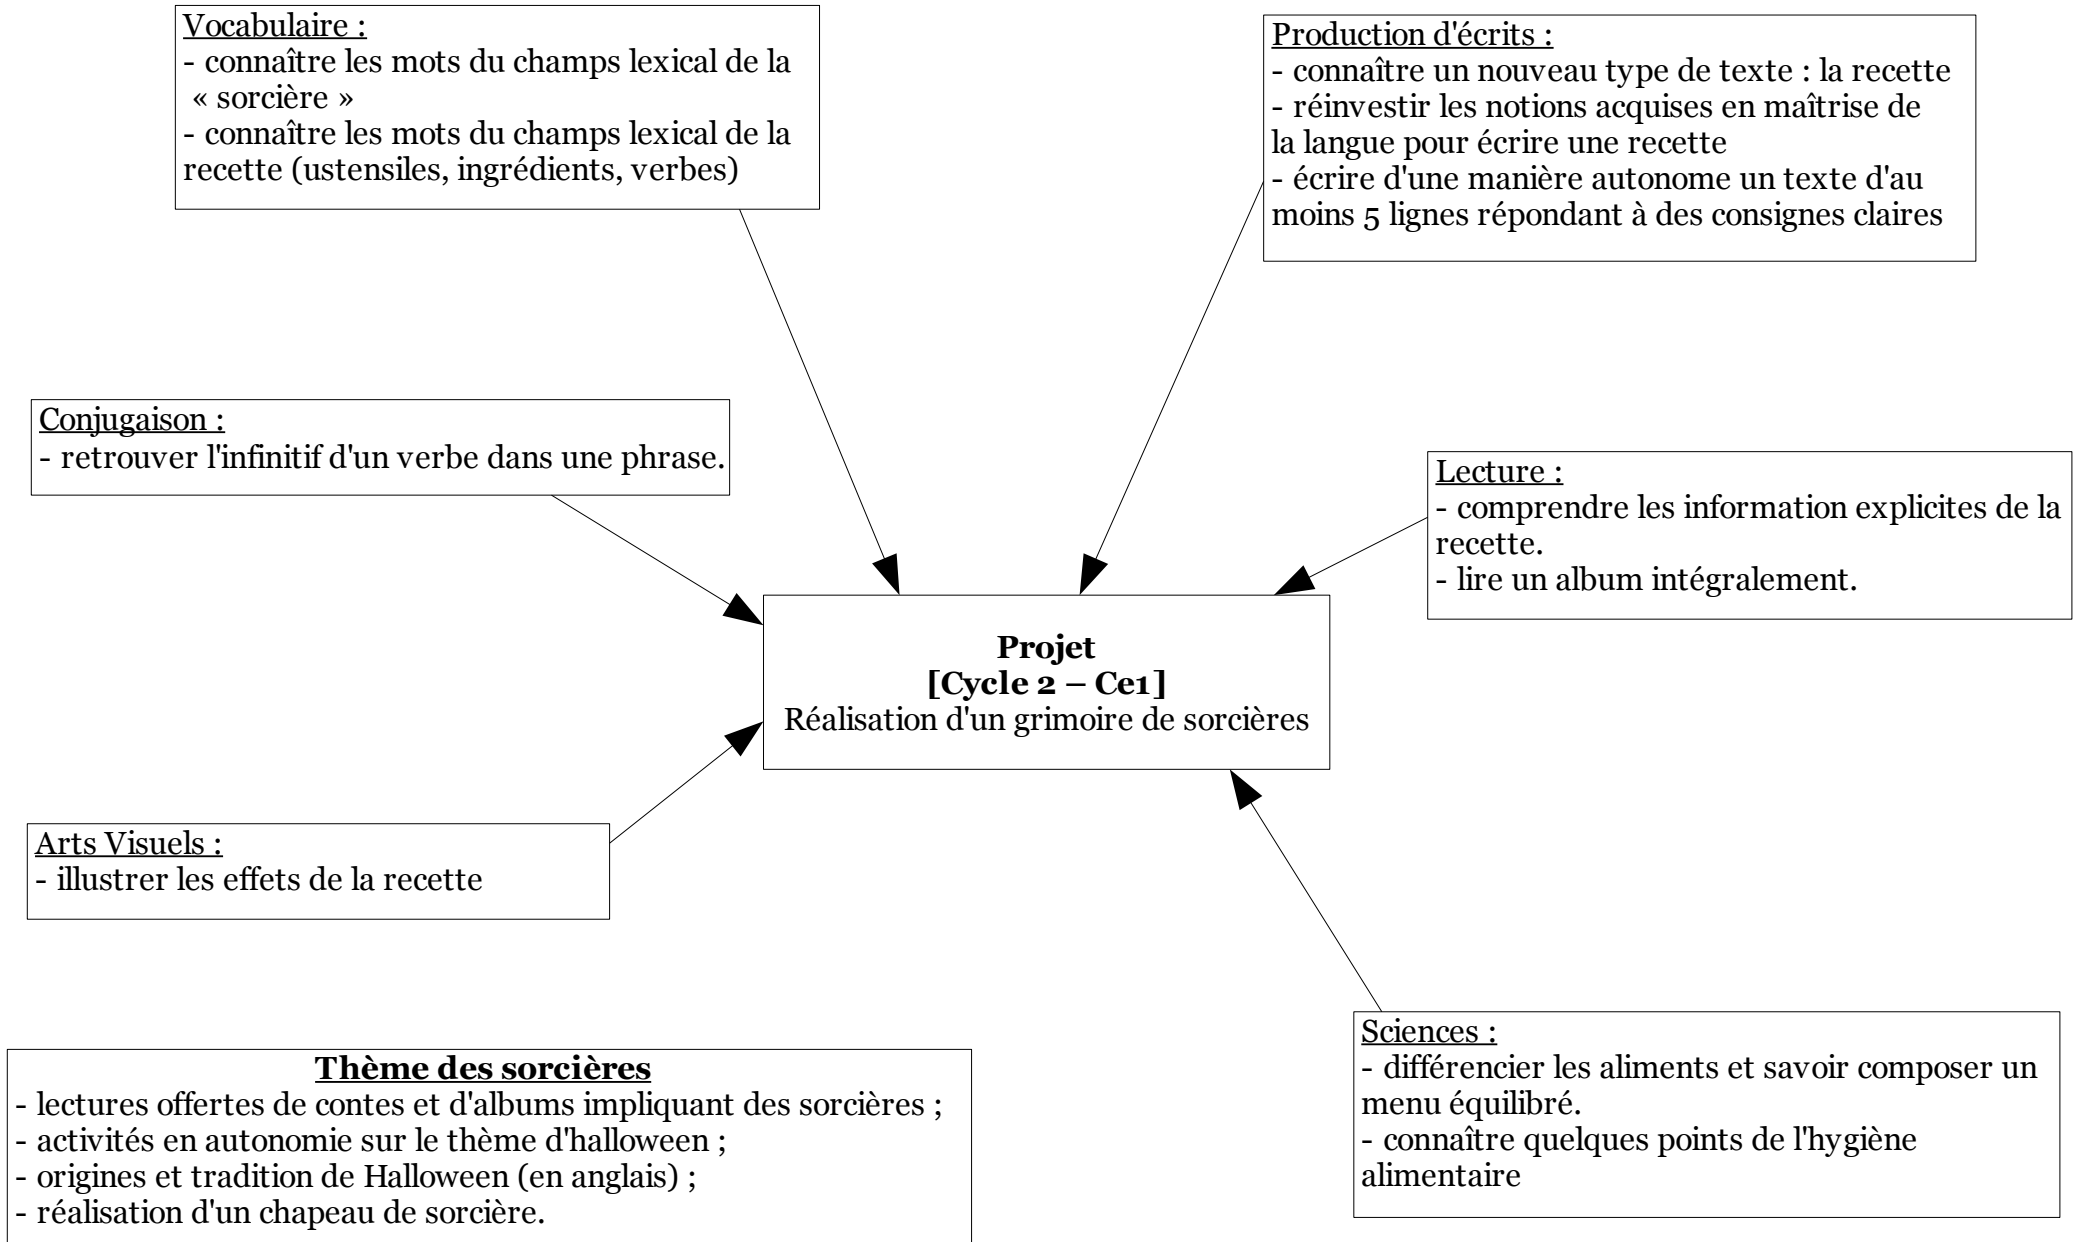 Vocabulaire :
- connaître les mots du champs lexical de la
« sorcière »
- connaître les mots du champs lexical de la
recette (ustensiles, ingrédients, verbes)
Production d'écrits :
- connaître un nouveau type de texte : la recette
- réinvestir les notions acquises en maîtrise de
la langue pour écrire une recette
- écrire d'une manière autonome un texte d'au
moins 5 lignes répondant à des consignes claires
Conjugaison :
- retrouver l'infinitif d'un verbe dans une phrase.
Lecture :
- comprendre les information explicites de la
recette.
- lire un album intégralement.
Projet
[Cycle 2 – Ce1]
Réalisation d'un grimoire de sorcières
Arts Visuels :
- illustrer les effets de la recette
Sciences :
- différencier les aliments et savoir composer un
menu équilibré.
- connaître quelques points de l'hygiène
alimentaire
Thème des sorcières
- lectures offertes de contes et d'albums impliquant des sorcières ;
- activités en autonomie sur le thème d'halloween ;
- origines et tradition de Halloween (en anglais) ;
- réalisation d'un chapeau de sorcière.